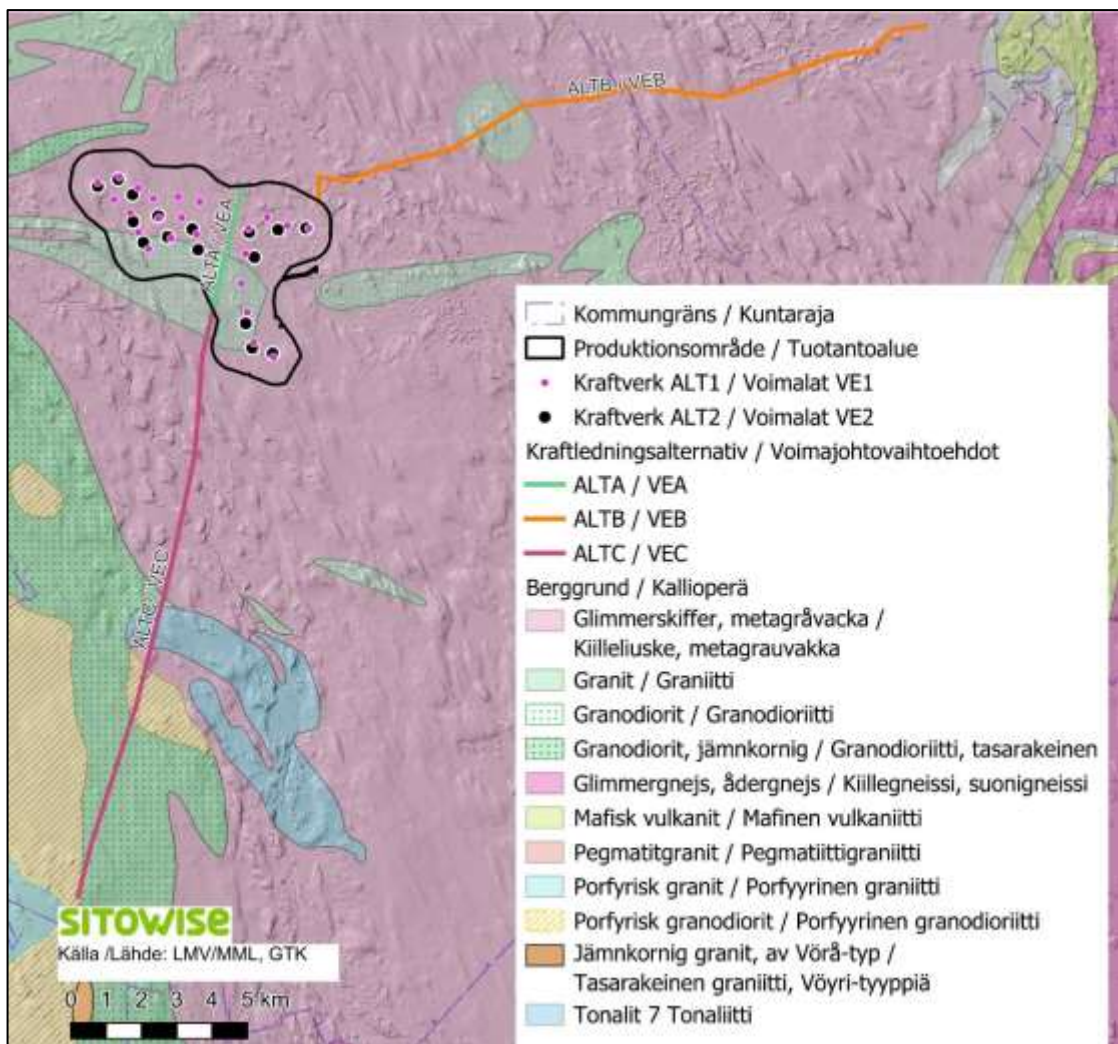 ALTB / VEB
ALTA / VEA
ALTC / VEC
Kommungräns / Kuntaraja
Produktionsområde / Tuotantoalue
Kraftverk ALT1 / Voimalat VE1
Kraftverk ALT2 / Voimalat VE2
Kraftledningsalternativ / Voimajohtovaihtoehdot
ALTA / VEA
ALTB / VEB
ALTC / VEC
Berggrund / Kallioperä
Glimmerskiffer, metagråvacka /
Kiilleliuske, metagrauvakka
Granit / Graniitti
Granodiorit / Granodioriitti
Granodiorit, jämnkornig / Granodioriitti, tasarakeinen
Glimmergnejs, ådergnejs / Kiillegneissi, suonigneissi
Mafisk vulkanit / Mafinen vulkaniitti
Pegmatitgranit / Pegmatiittigraniitti
Porfyrisk granit / Porfyyrinen graniitti
Porfyrisk granodiorit / Porfyyrinen granodioriitti
Jämnkornig granit, av Vörå-typ /
Tasarakeinen graniitti, Vöyri-tyyppiä
Tonalit 7 Tonaliitti
SITOWISE
Källa /Lähde: LMV/MML, GTK
0 1 2 3 4 5 km